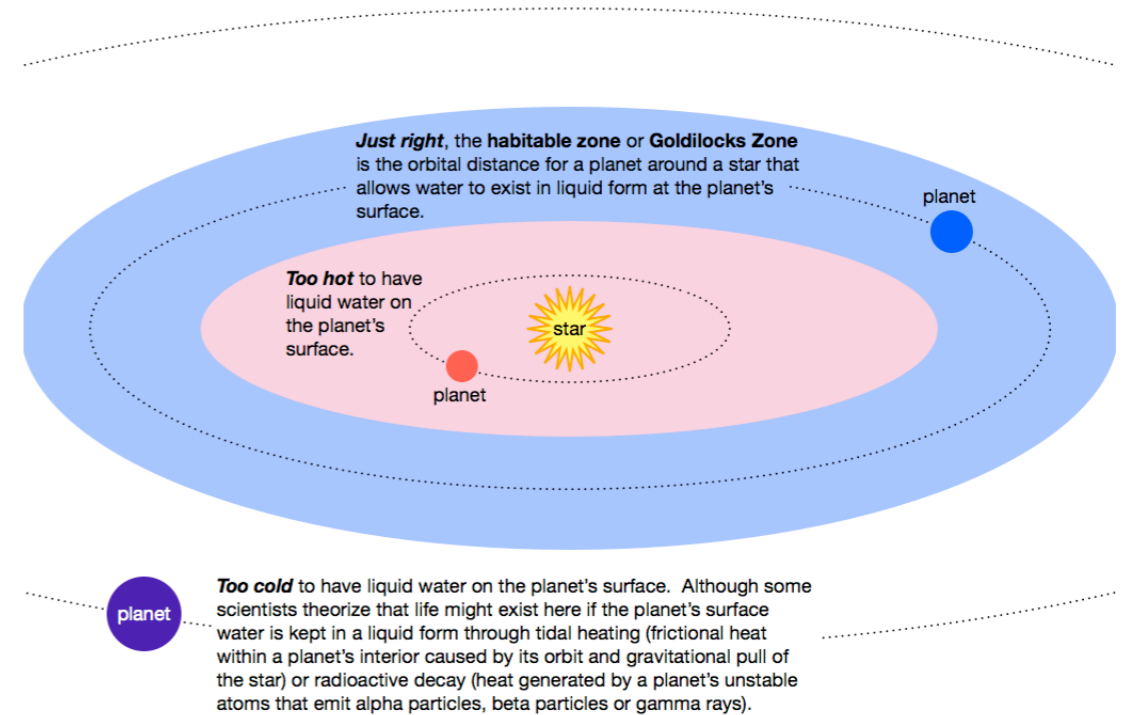 Just right, the habitable zone or Goldilocks Zone
is the orbital distance for a planet around a star that
allows water to exist in liquid form at the planet's
surface.
planet
Too hot to have
liquid water on
the planet's
surface.
star
planet
planet
Too cold to have liquid water on the planet's surface.  Although some
scientists theorize that life might exist here if the planet's surface
water is kept in a liquid form through tidal heating (frictional heat
within a planet's interior caused by its orbit and gravitational pull of
the star) or radioactive decay (heat generated by a planet's unstable
atoms that emit alpha particles, beta particles or gamma rays).